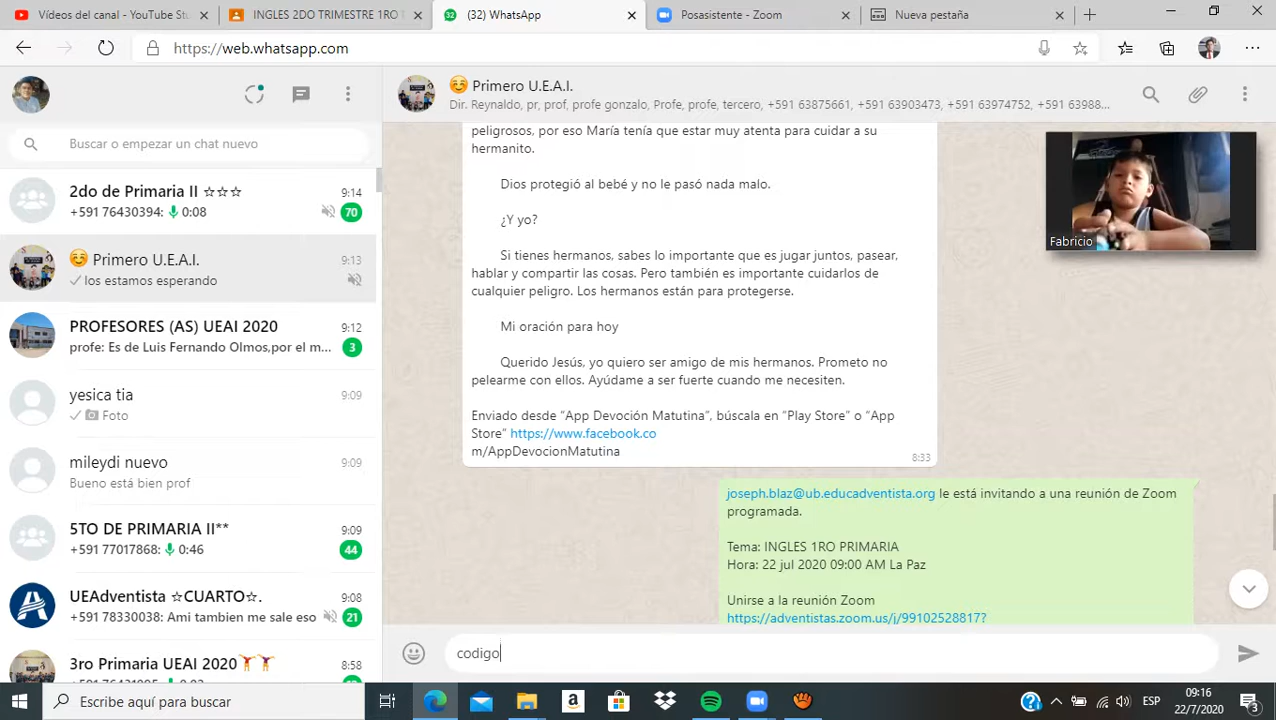 Videos del canal - YouTube Stu
INGLES 2DO TRIMESTRE 1RO
(32) WhatsApp
Posasistente - Zoom
Nueva pestaña
https://web.whatsapp.com
Primero U.E.A.I.
Dir. Reynaldo, pr, prof, profe gonzalo, Profe, profe, tercero, +591 63875661, +591 63903473, +591 63974752, +591 63988...
Buscar o empezar un chat nuevo
2do de Primaria II ☆☆☆ 9:14
+591 76430394: 0:08 70
Primero U.E.A.I. 9:13
los estamos esperando
PROFESORES (AS) UEAI 2020 9:12
profe: Es de Luis Fernando Olmos,por el m... 3
yesica tia 9:09
Foto
mileydi nuevo 9:09
Bueno está bien prof
5TO DE PRIMARIA II** 9:09
+591 77017868: 0:46 44
UEAdventista ☆CUARTO☆. 9:08
+591 78330038: Ami tambien me sale eso 21
3ro Primaria UEAI 2020 8:58
peligrosos, por eso María tenía que estar muy atenta para cuidar a su
hermanito.
Dios protegió al bebé y no le pasó nada malo.
¿Y yo?
Si tienes hermanos, sabes lo importante que es jugar juntos, pasear,
hablar y compartir las cosas. Pero también es importante cuidarlos de
cualquier peligro. Los hermanos están para protegerse.
Mi oración para hoy
Querido Jesús, yo quiero ser amigo de mis hermanos. Prometo no
pelearme con ellos. Ayúdame a ser fuerte cuando me necesiten.
Enviado desde “App Devoción Matutina”, búscala en “Play Store” o “App
Store” https://www.facebook.co
m/AppDevocionMatutina
8:33
Fabricio
joseph.blaz@ub.educadventista.org le está invitando a una reunión de Zoom
programada.
Tema: INGLES 1RO PRIMARIA
Hora: 22 jul 2020 09:00 AM La Paz
Unirse a la reunión Zoom
https://adventistas.zoom.us/j/99102528817?
codigo
Escribe aquí para buscar
ESP
09:16
22/7/2020
3